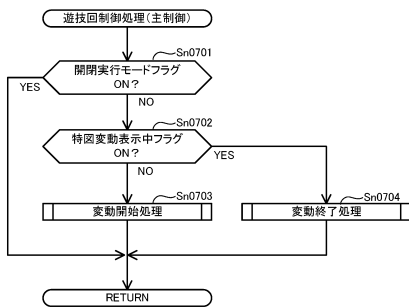 遊技回制御処理（主制御）
Sn0701
開閉実行モードフラグ
ON？
YES
NO
Sn0702
特図変動表示中フラグ
ON？
YES
NO
Sn0703
変動開始処理
Sn0704
変動終了処理
RETURN